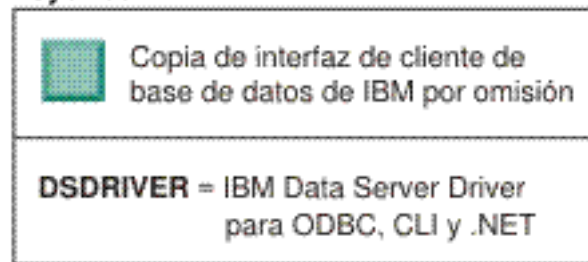 Copia de interfaz de cliente de
base de datos de IBM por omisión
DSDRIVER = IBM Data Server Driver
para ODBC, CLI y .NET